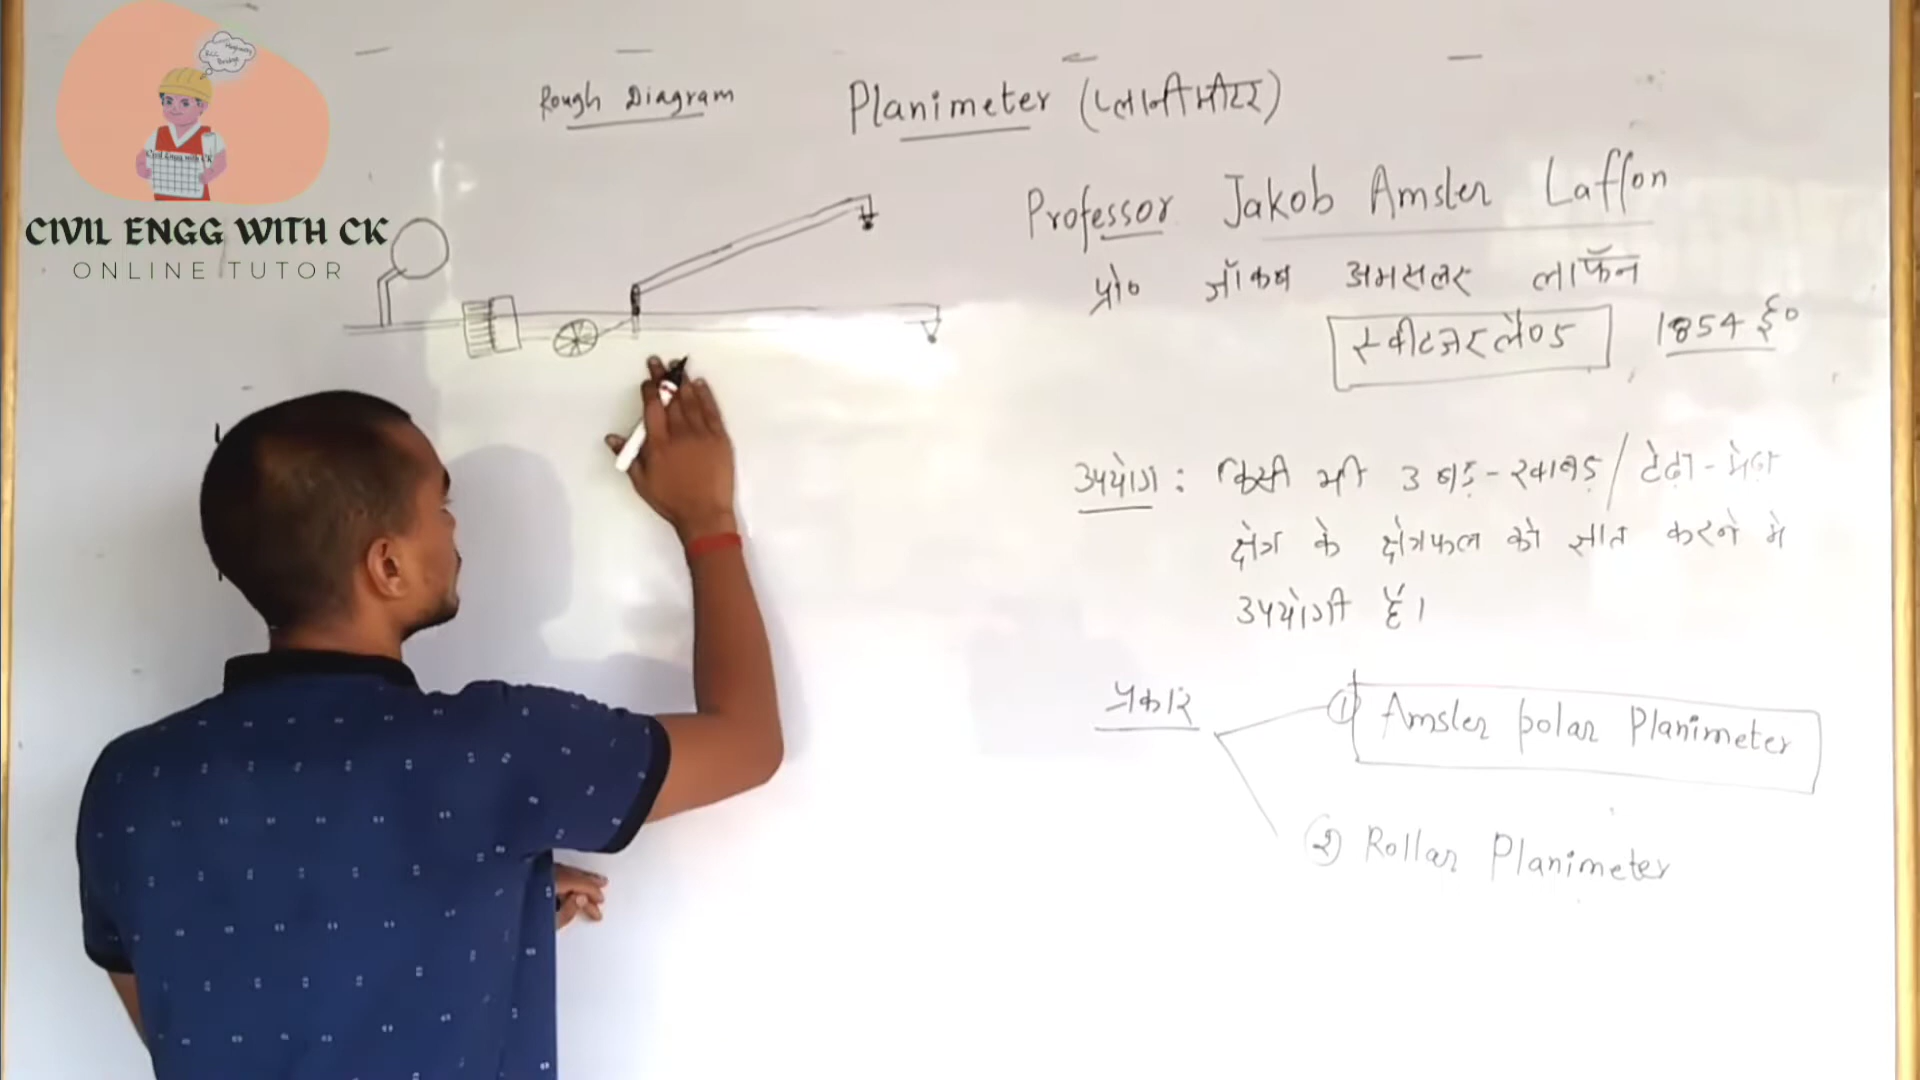 CIVIL ENGG WITH CK
ONLINE TUTOR
Rough Diagram
Planimeter (प्लानीमीटर)
Professor Jakob Amsler Laffon
प्रो० जॉकब अमसलर लाफॅन
स्वीटजरलेण्ड 1854 ई०
उपयोग : किसी भी उबड़-खाबड़/टेढ़ा-मेढ़ा
क्षेत्र के क्षेत्रफल को ज्ञात करने मे
उपयोगी है।
प्रकार
① Amsler polar Planimeter
② Rollar Planimeter